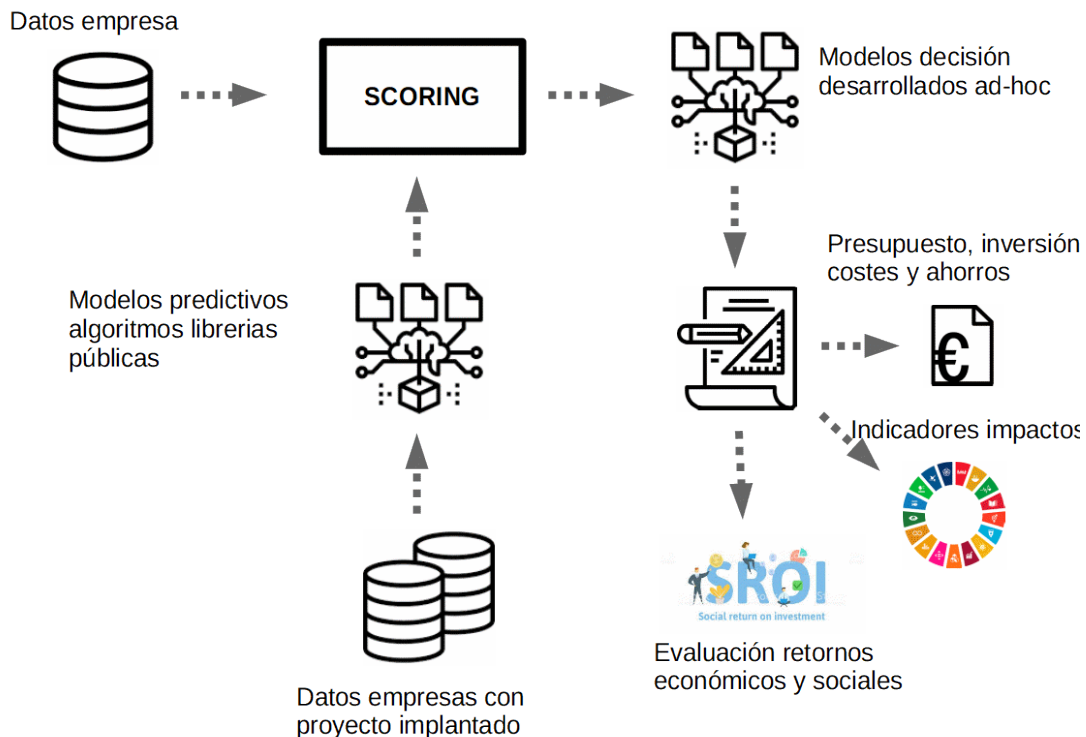 Datos empresa
SCORING
Modelos decisión
desarrollados ad-hoc
Presupuesto, inversión
costes y ahorros
€
Modelos predictivos
algoritmos librerias
públicas
Indicadores impactos
SROI
Social return on investment
Evaluación retornos
económicos y sociales
Datos empresas con
proyecto implantado